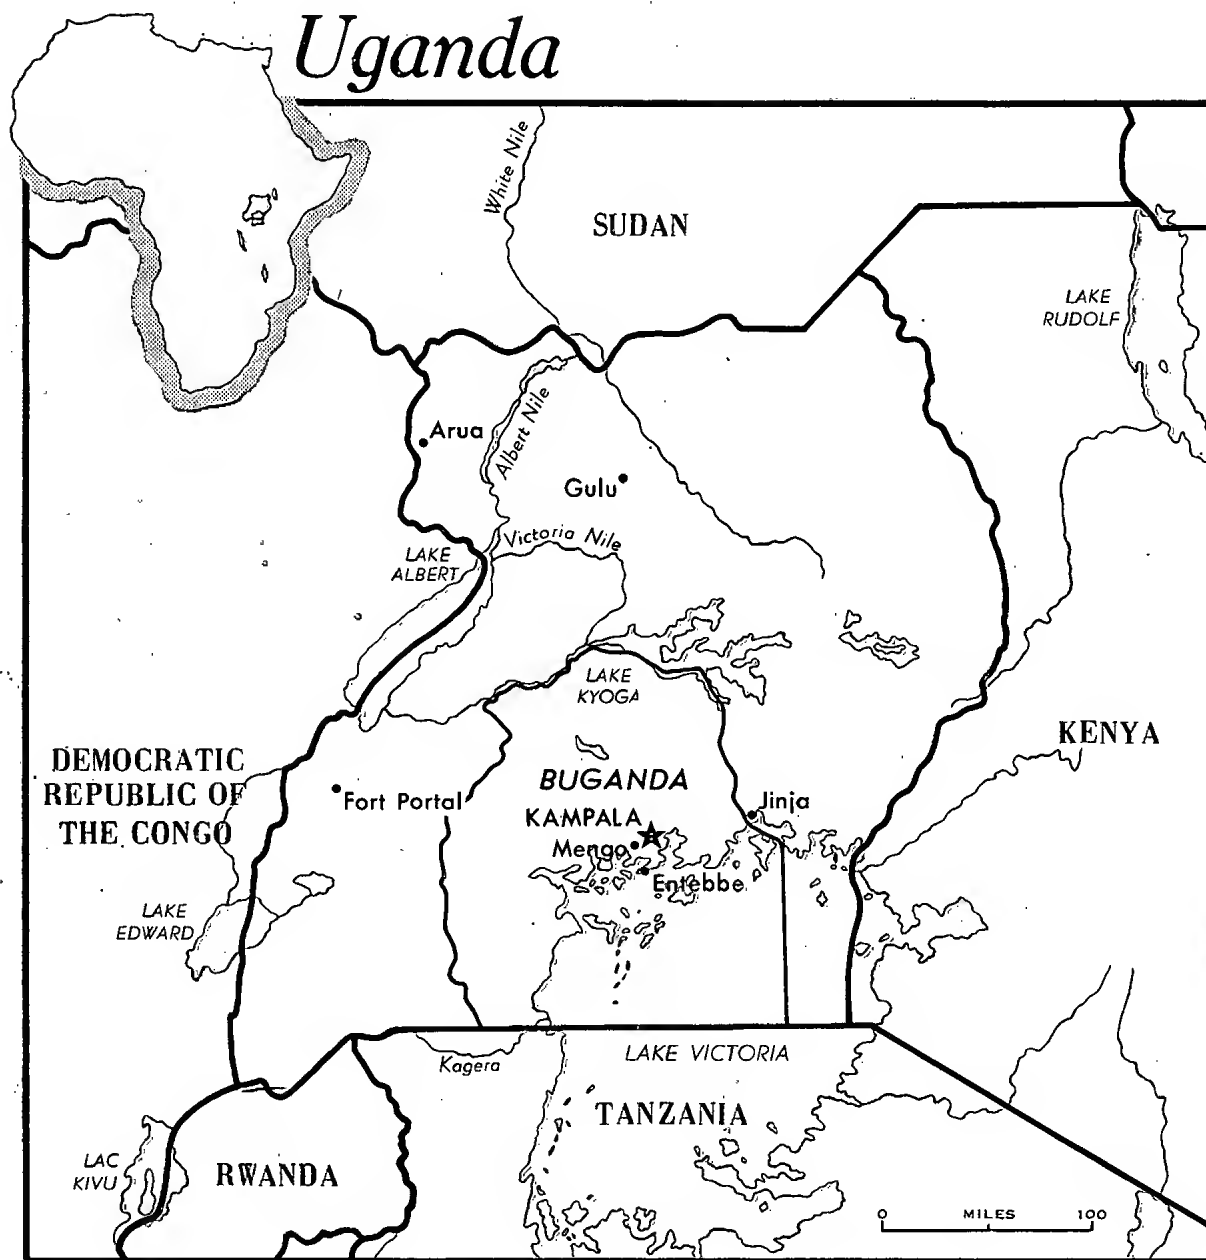 Uganda
White Nile
SUDAN
LAKE
RUDOLF
Arua
Albert Nile
Gulu
Victoria Nile
LAKE
ALBERT
LAKE
KYOGA
KENYA
DEMOCRATIC
REPUBLIC OF
THE CONGO
Fort Portal
BUGANDA
KAMPALA
Jinja
Mengo
Entebbe
LAKE
EDWARD
Kagera
LAKE VICTORIA
TANZANIA
LAC
KIVU
RWANDA
0 MILES 100